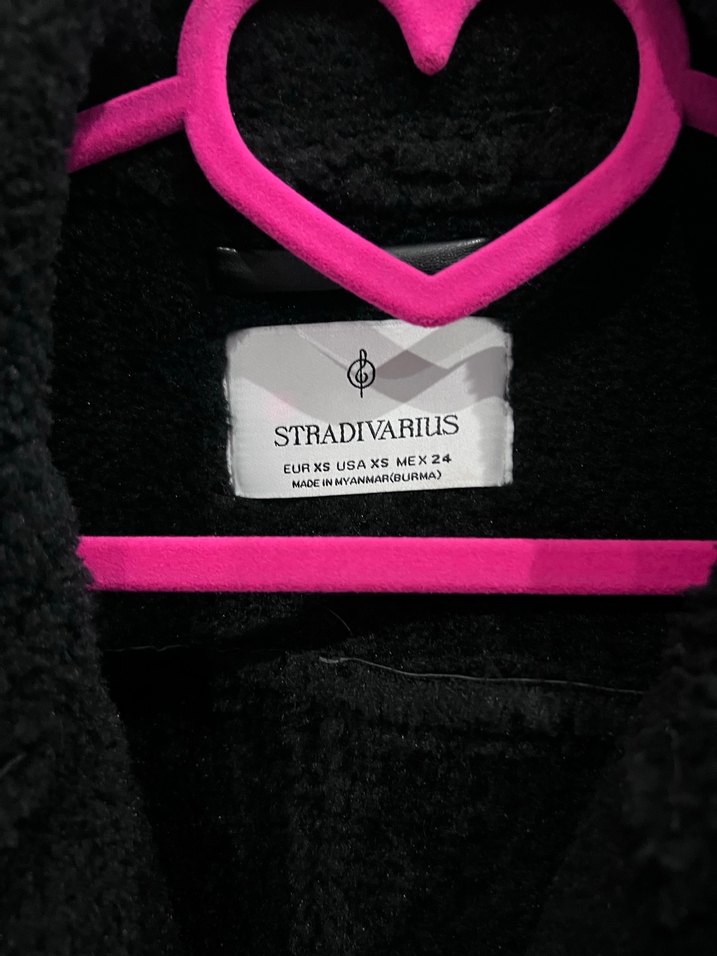 STRADIVARIUS
EUR XS USA XS MEX 24
MADE IN MYANMAR(BURMA)